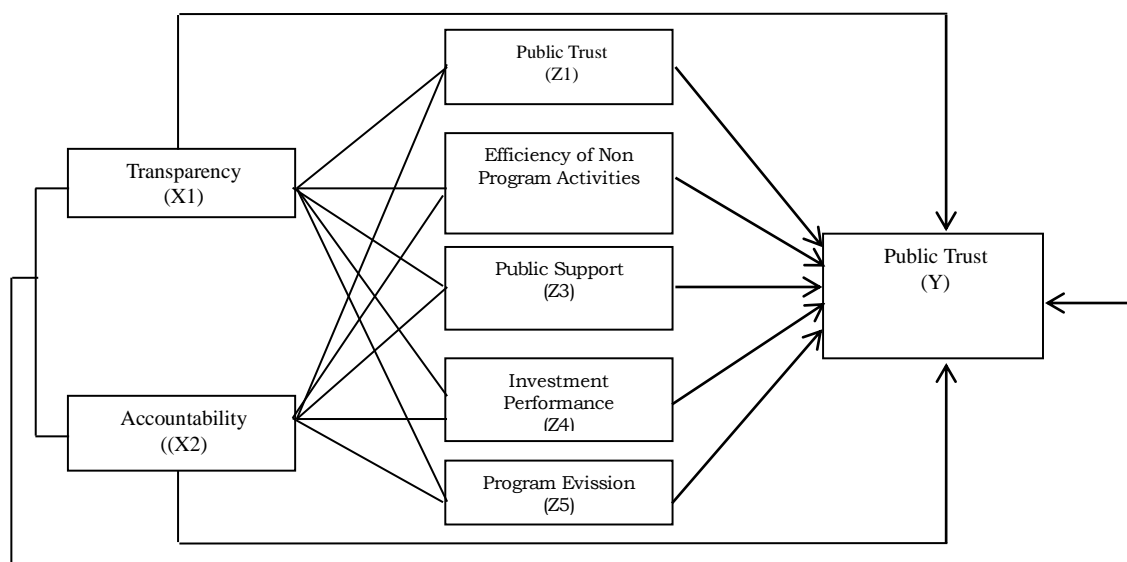 Public Trust
(Z1)
Transparency
(X1)
Efficiency of Non
Program Activities
Public Support
(Z3)
Public Trust
(Y)
Investment
Performance
(Z4)
Accountability
((X2)
Program Evission
(Z5)